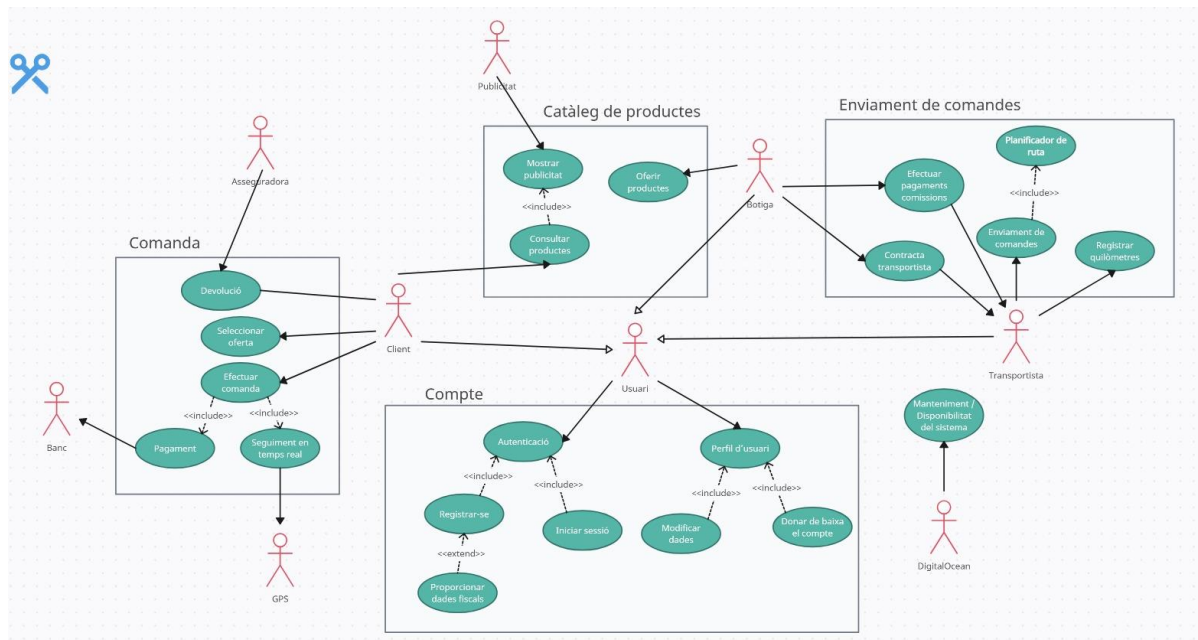 Publicitat
Catàleg de productes
Enviament de comandes
Asseguradora
Mostrar
publicitat
Oferir
productes
Botiga
Efectuar
pagaments
comissions
Planificador de
ruta
<<include>>
<<include>>
Consultar
productes
Contracta
transportista
Enviament de
comandes
Registrar
quilòmetres
Comanda
Devolució
Seleccionar
oferta
Client
Efectuar
comanda
<<include>>
<<include>>
Banc
Pagament
Seguiment en
temps real
GPS
Usuari
Transportista
Compte
Autenticació
Perfil d'usuari
<<include>>
<<include>>
<<include>>
<<include>>
Registrar-se
Iniciar sessió
Modificar
dades
Donar de baixa
el compte
<<extend>>
Proporcionar
dades fiscals
Manteniment /
Disponibilitat
del sistema
DigitalOcean